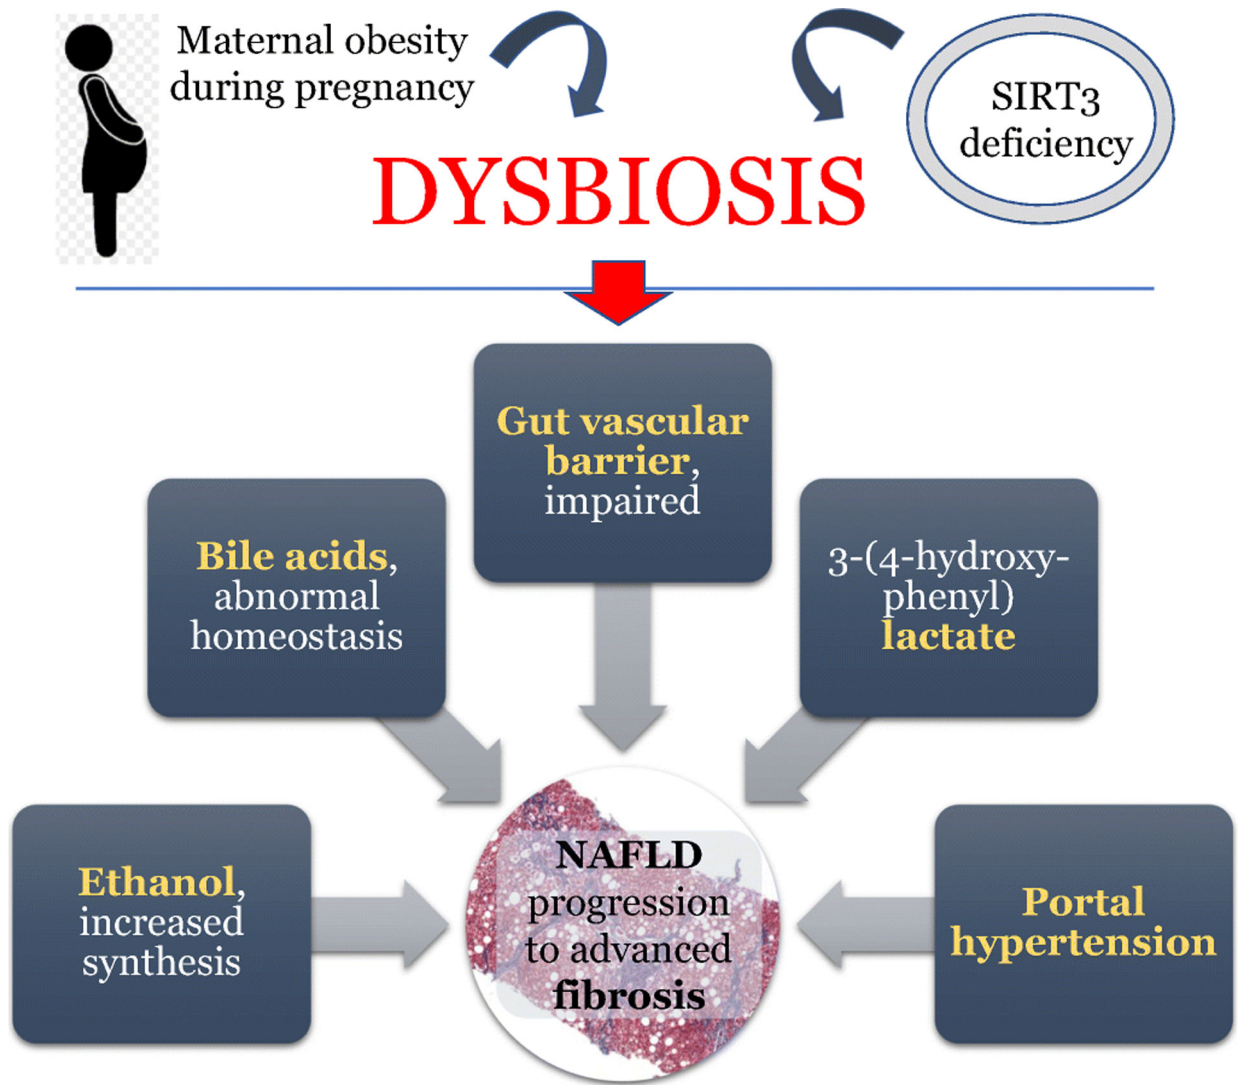 Maternal obesity
during pregnancy
SIRT3
deficiency
DYSBIOSIS
Gut vascular
barrier,
impaired
Bile acids,
abnormal
homeostasis
3-(4-hydroxy-
phenyl)
lactate
Ethanol,
increased
synthesis
NAFLD
progression
to advanced
fibrosis
Portal
hypertension